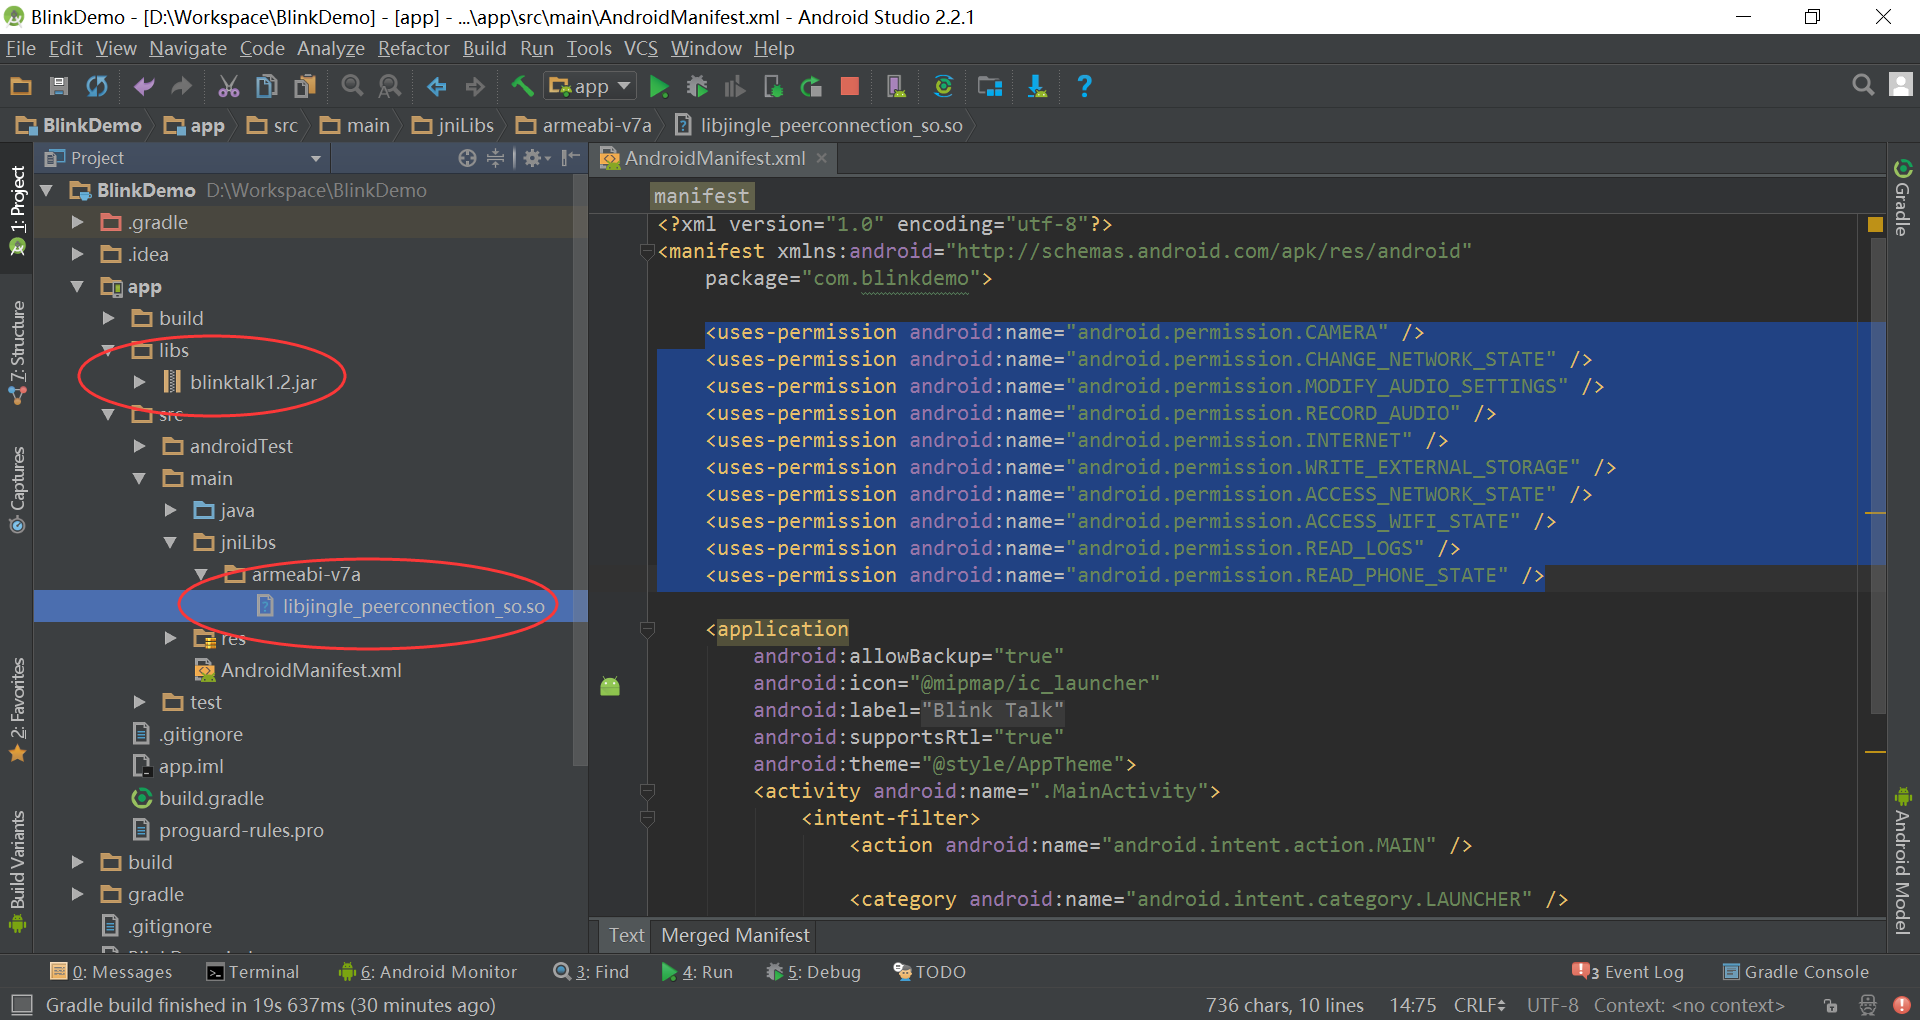 BlinkDemo - [D:\Workspace\BlinkDemo] - [app] - ...\app\src\main\AndroidManifest.xml - Android Studio 2.2.1
File Edit View Navigate Code Analyze Refactor Build Run Tools VCS Window Help
app
BlinkDemo app src main jniLibs armeabi-v7a libjingle_peerconnection_so.so
Project
AndroidManifest.xml
1: Project
7: Structure
Captures
2: Favorites
Build Variants
BlinkDemo D:\Workspace\BlinkDemo
.gradle
.idea
app
build
libs
blinktalk1.2.jar
src
androidTest
main
java
jniLibs
armeabi-v7a
libjingle_peerconnection_so.so
res
AndroidManifest.xml
test
.gitignore
app.iml
build.gradle
proguard-rules.pro
build
gradle
.gitignore
manifest
<?xml version="1.0" encoding="utf-8"?>
<manifest xmlns:android="http://schemas.android.com/apk/res/android"
package="com.blinkdemo">
<uses-permission android:name="android.permission.CAMERA" />
<uses-permission android:name="android.permission.CHANGE_NETWORK_STATE" />
<uses-permission android:name="android.permission.MODIFY_AUDIO_SETTINGS" />
<uses-permission android:name="android.permission.RECORD_AUDIO" />
<uses-permission android:name="android.permission.INTERNET" />
<uses-permission android:name="android.permission.WRITE_EXTERNAL_STORAGE" />
<uses-permission android:name="android.permission.ACCESS_NETWORK_STATE" />
<uses-permission android:name="android.permission.ACCESS_WIFI_STATE" />
<uses-permission android:name="android.permission.READ_LOGS" />
<uses-permission android:name="android.permission.READ_PHONE_STATE" />
<application
android:allowBackup="true"
android:icon="@mipmap/ic_launcher"
android:label="Blink Talk"
android:supportsRtl="true"
android:theme="@style/AppTheme">
<activity android:name=".MainActivity">
<intent-filter>
<action android:name="android.intent.action.MAIN" />
<category android:name="android.intent.category.LAUNCHER" />
Text Merged Manifest
Gradle
Android Model
0: Messages Terminal 6: Android Monitor 3: Find 4: Run 5: Debug TODO 3 Event Log Gradle Console
Gradle build finished in 19s 637ms (30 minutes ago) 736 chars, 10 lines 14:75 CRLF UTF-8 Context: <no context>